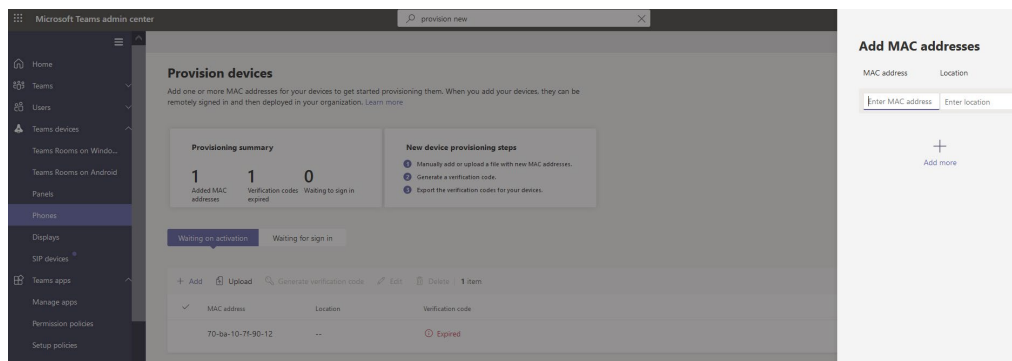 Microsoft Teams admin center
provision new
Home
Teams
Users
Teams devices
Teams Rooms on Windo...
Teams Rooms on Android
Panels
Phones
Displays
SIP devices
Teams apps
Manage apps
Permission policies
Setup policies
Provision devices
Add one or more MAC addresses for your devices to get started provisioning them. When you add your devices, they can be
remotely signed in and then deployed in your organization. Learn more
Provisioning summary
1 1 0
Added MAC addresses
Verification codes expired
Waiting to sign in
New device provisioning steps
1 Manually add or upload a file with new MAC addresses.
2 Generate a verification code.
3 Export the verification codes for your devices.
Waiting on activation Waiting for sign in
+ Add Upload Generate verification code Edit Delete 1 item
MAC address Location Verification code
70-ba-10-7f-90-12 -- Expired
Add MAC addresses
MAC address Location
Enter MAC address Enter location
Add more